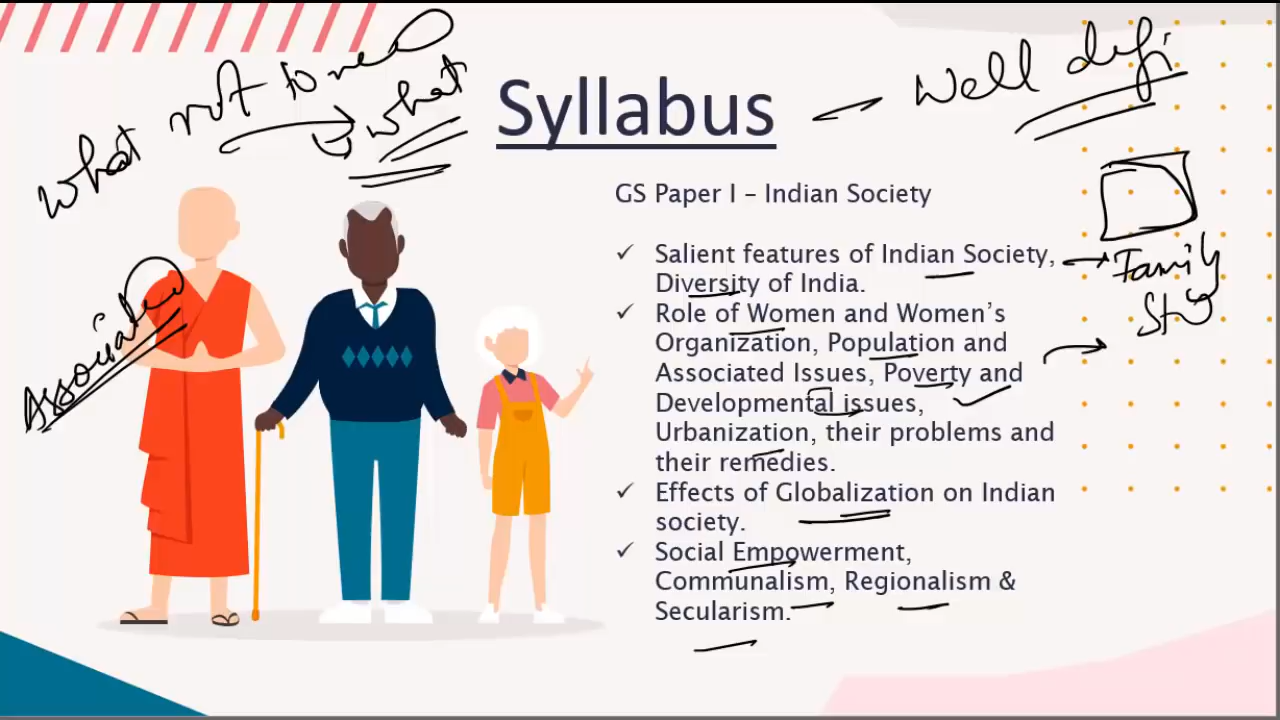 what not to read
what
Syllabus
Well defi
GS Paper I – Indian Society
✓ Salient features of Indian Society,
Diversity of India.
Family
✓ Role of Women and Women’s
Organization, Population and
Associated Issues, Poverty and
Developmental issues,
Urbanization, their problems and
their remedies.
✓ Effects of Globalization on Indian
society.
✓ Social Empowerment,
Communalism, Regionalism &
Secularism.
Associated